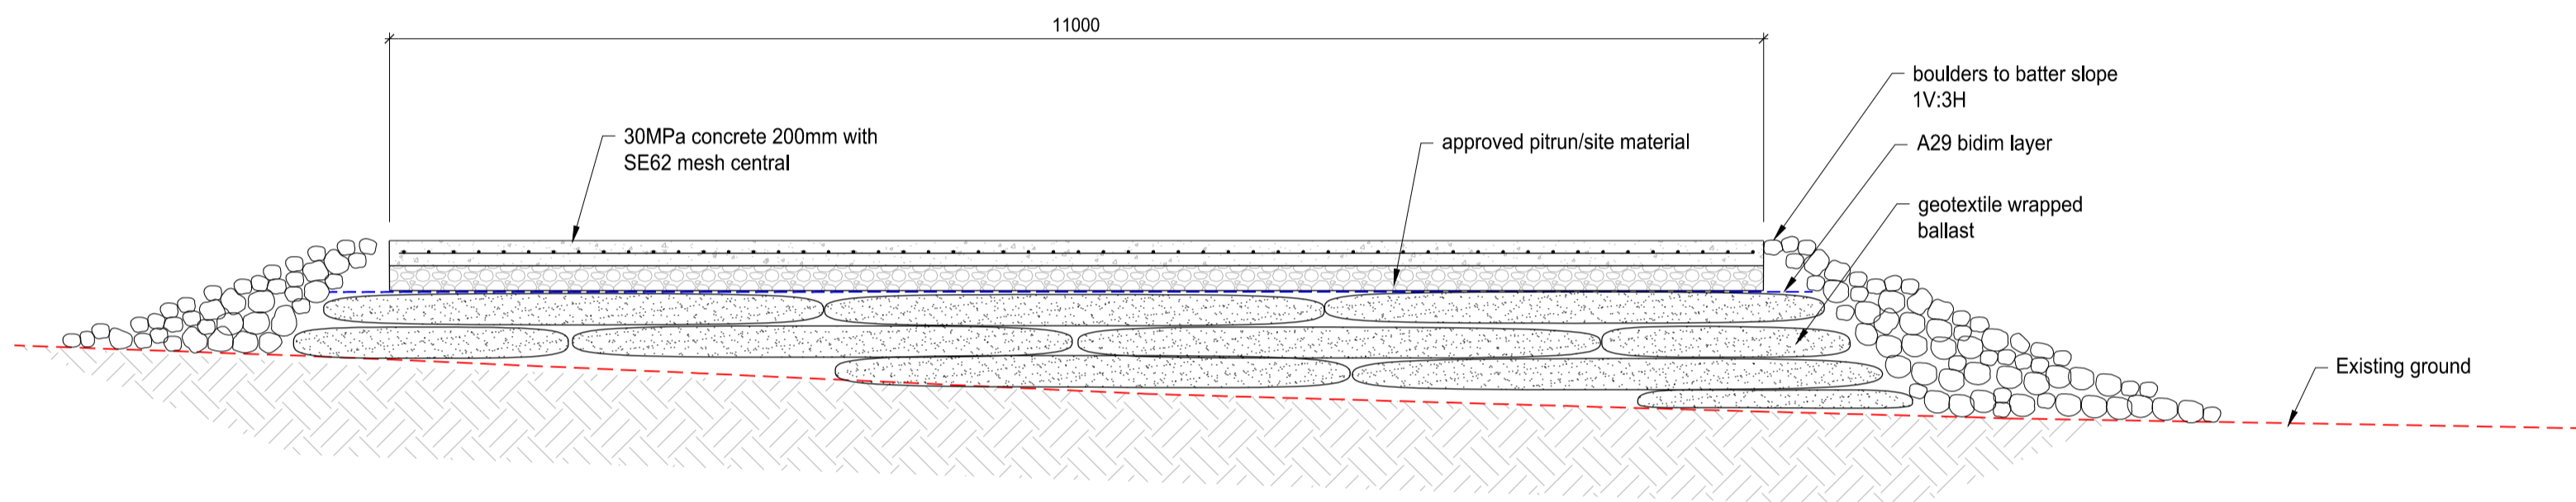 11000
boulders to batter slope
1V:3H
30MPa concrete 200mm with
SE62 mesh central
approved pitrun/site material
A29 bidim layer
geotextile wrapped
ballast
Existing ground